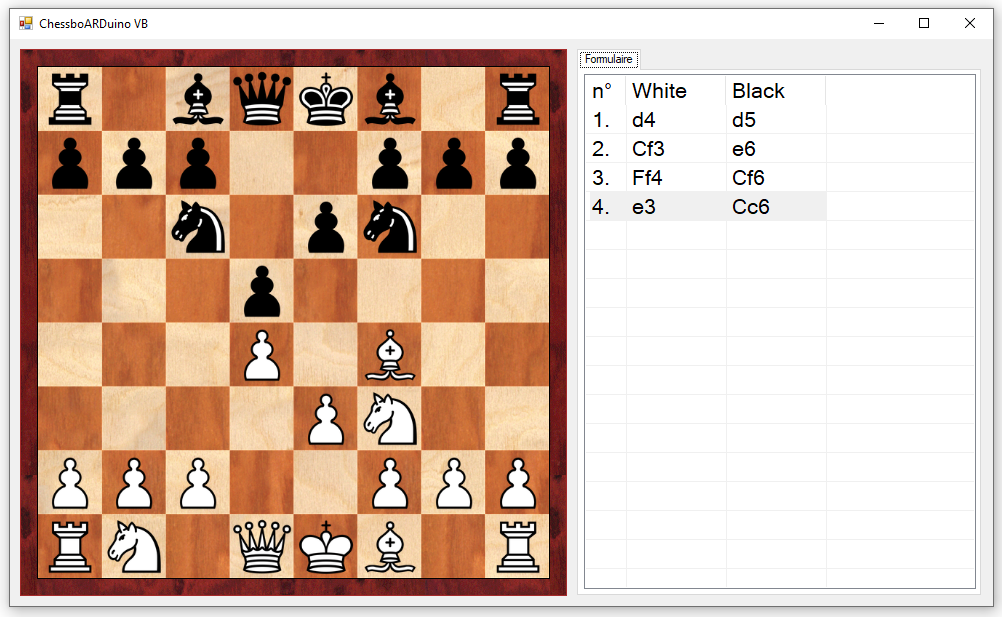 ChessboARDuino VB
Formulaire
n° White Black
1. d4 d5
2. Cf3 e6
3. Ff4 Cf6
4. e3 Cc6